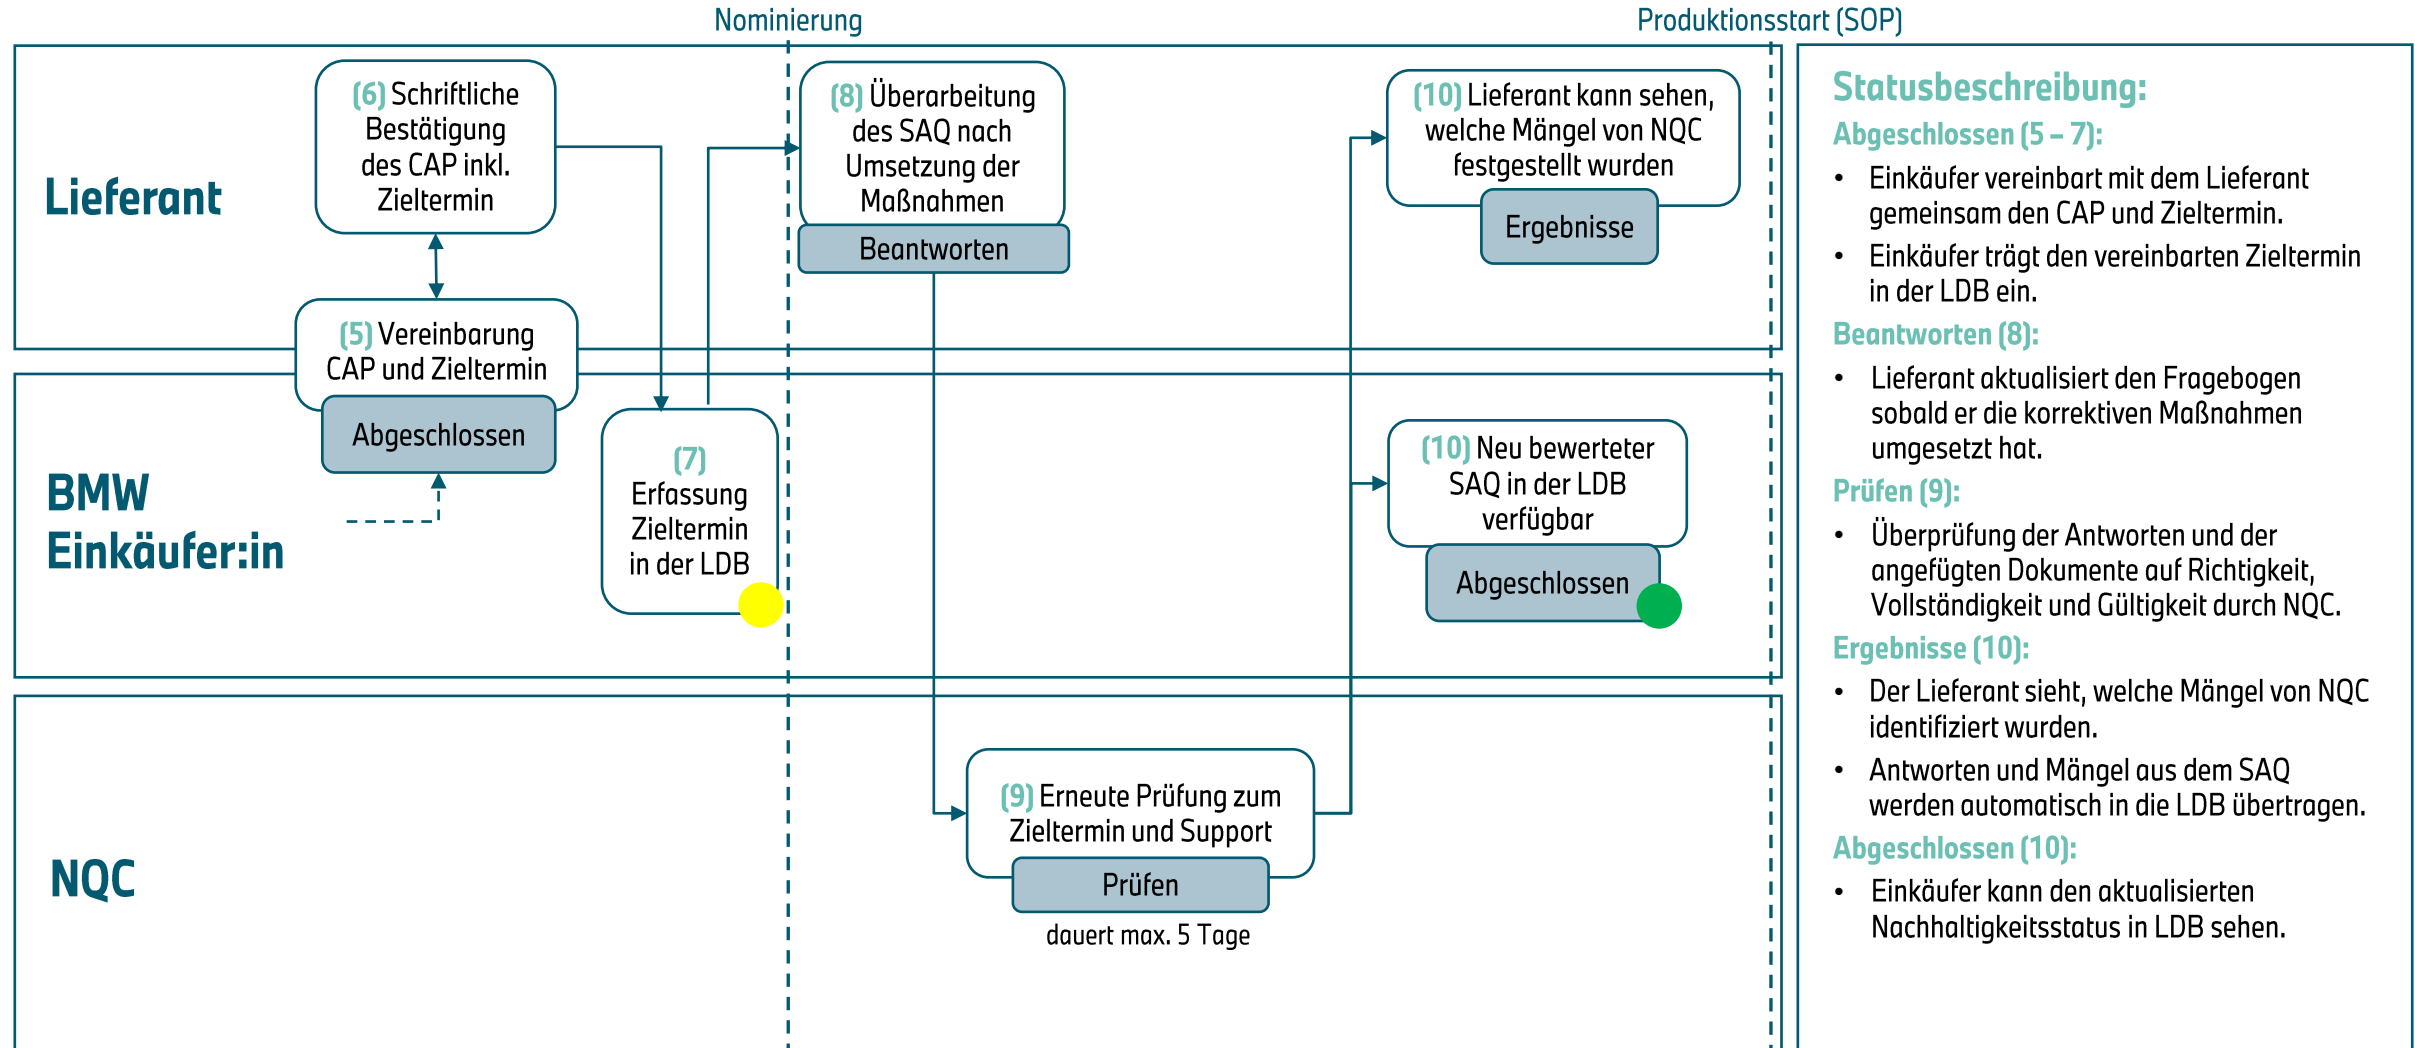 Nominierung
Produktionsstart (SOP)
Lieferant
(6) Schriftliche
Bestätigung
des CAP inkl.
Zieltermin
(8) Überarbeitung
des SAQ nach
Umsetzung der
Maßnahmen
Beantworten
(10) Lieferant kann sehen,
welche Mängel von NQC
festgestellt wurden
Ergebnisse
(5) Vereinbarung
CAP und Zieltermin
Abgeschlossen
BMW
Einkäufer:in
(7)
Erfassung
Zieltermin
in der LDB
(10) Neu bewerteter
SAQ in der LDB
verfügbar
Abgeschlossen
NQC
(9) Erneute Prüfung zum
Zieltermin und Support
Prüfen
dauert max. 5 Tage
Statusbeschreibung:
Abgeschlossen (5 – 7):
• Einkäufer vereinbart mit dem Lieferant
gemeinsam den CAP und Zieltermin.
• Einkäufer trägt den vereinbarten Zieltermin
in der LDB ein.
Beantworten (8):
• Lieferant aktualisiert den Fragebogen
sobald er die korrektiven Maßnahmen
umgesetzt hat.
Prüfen (9):
• Überprüfung der Antworten und der
angefügten Dokumente auf Richtigkeit,
Vollständigkeit und Gültigkeit durch NQC.
Ergebnisse (10):
• Der Lieferant sieht, welche Mängel von NQC
identifiziert wurden.
• Antworten und Mängel aus dem SAQ
werden automatisch in die LDB übertragen.
Abgeschlossen (10):
• Einkäufer kann den aktualisierten
Nachhaltigkeitsstatus in LDB sehen.